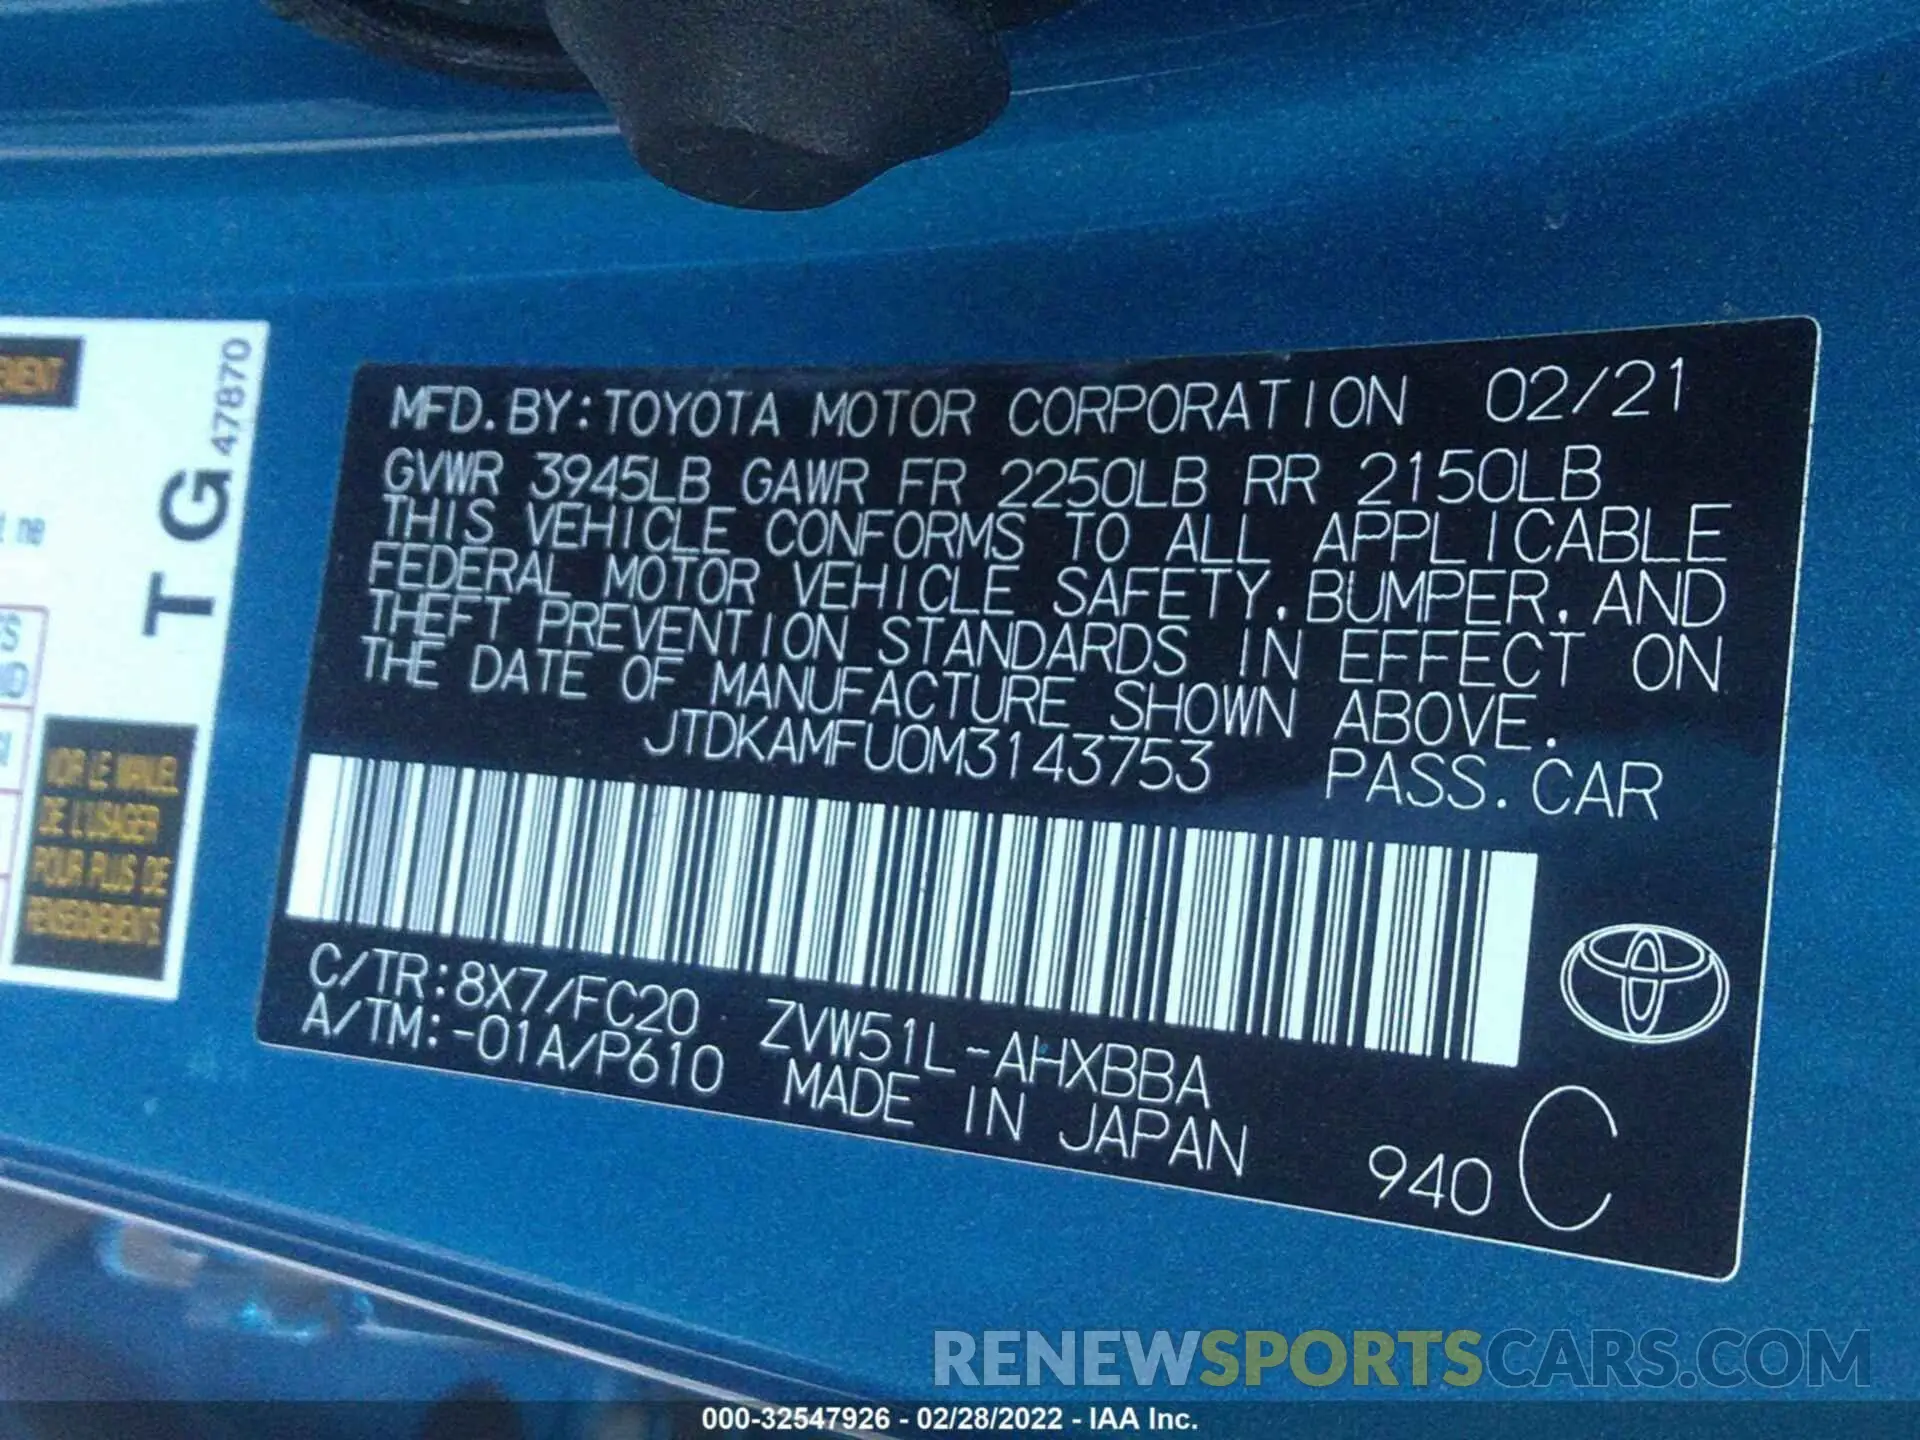 MFD. BY: TOYOTA MOTOR CORPORATION 02/21
GVWR 3945LB GAWR FR 2250LB RR 2150LB
THIS VEHICLE CONFORMS TO ALL APPLICABLE
FEDERAL MOTOR VEHICLE SAFETY, BUMPER, AND
THEFT PREVENTION STANDARDS IN EFFECT ON
THE DATE OF MANUFACTURE SHOWN ABOVE.
JTDKAMFU0M3143753 PASS. CAR
C/TR: 8X7/FC20 ZVW51L-AHXBBA
A/TM: -01A/P610 MADE IN JAPAN
940 C
T G 47870
ne
VOIR LE MANUEL
DE L'USAGER
POUR PLUS DE
RENSEIGNEMENTS
RENEWSPORTSCARS.COM
000-32547926 - 02/28/2022 - IAA Inc.